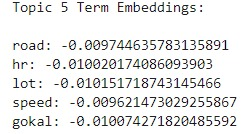 Topic 5 Term Embeddings:
road: -0.009744635783135891
hr: -0.010020174086093903
lot: -0.010151718743145466
speed: -0.009621473029255867
gokal: -0.010074271820485592